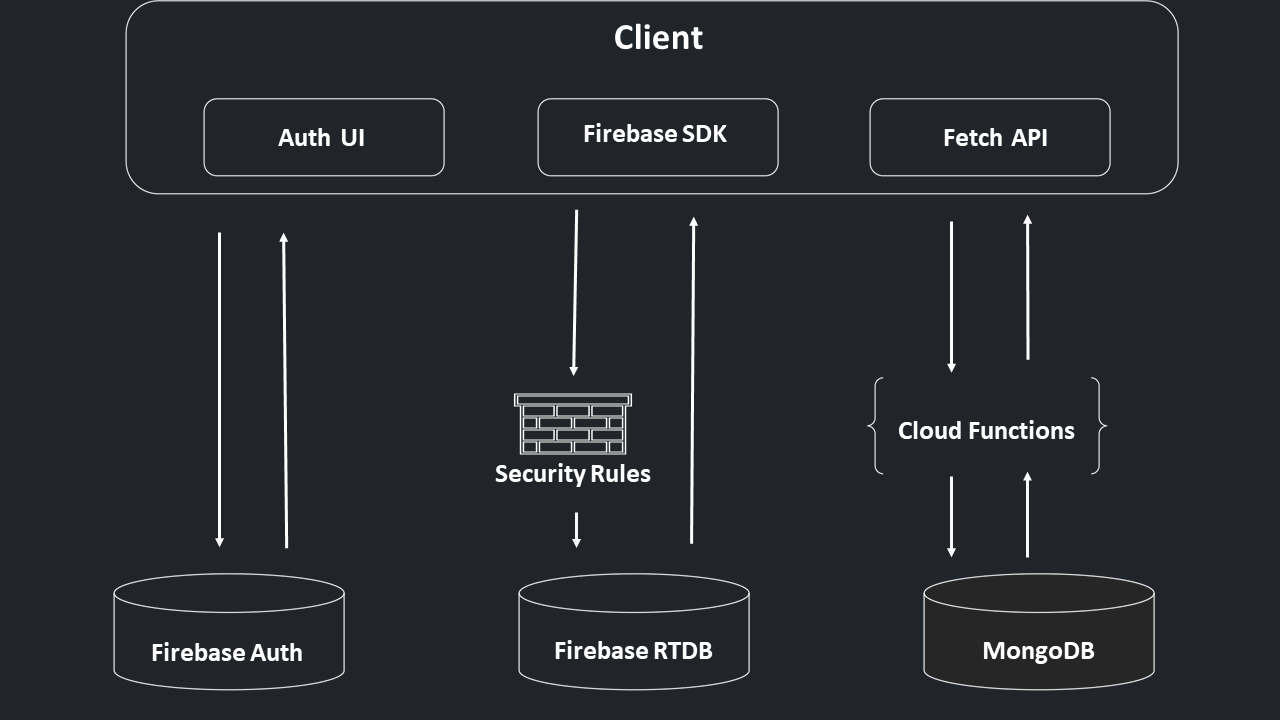 Client
Auth UI
Firebase SDK
Fetch API
Cloud Functions
Security Rules
Firebase Auth
Firebase RTDB
MongoDB